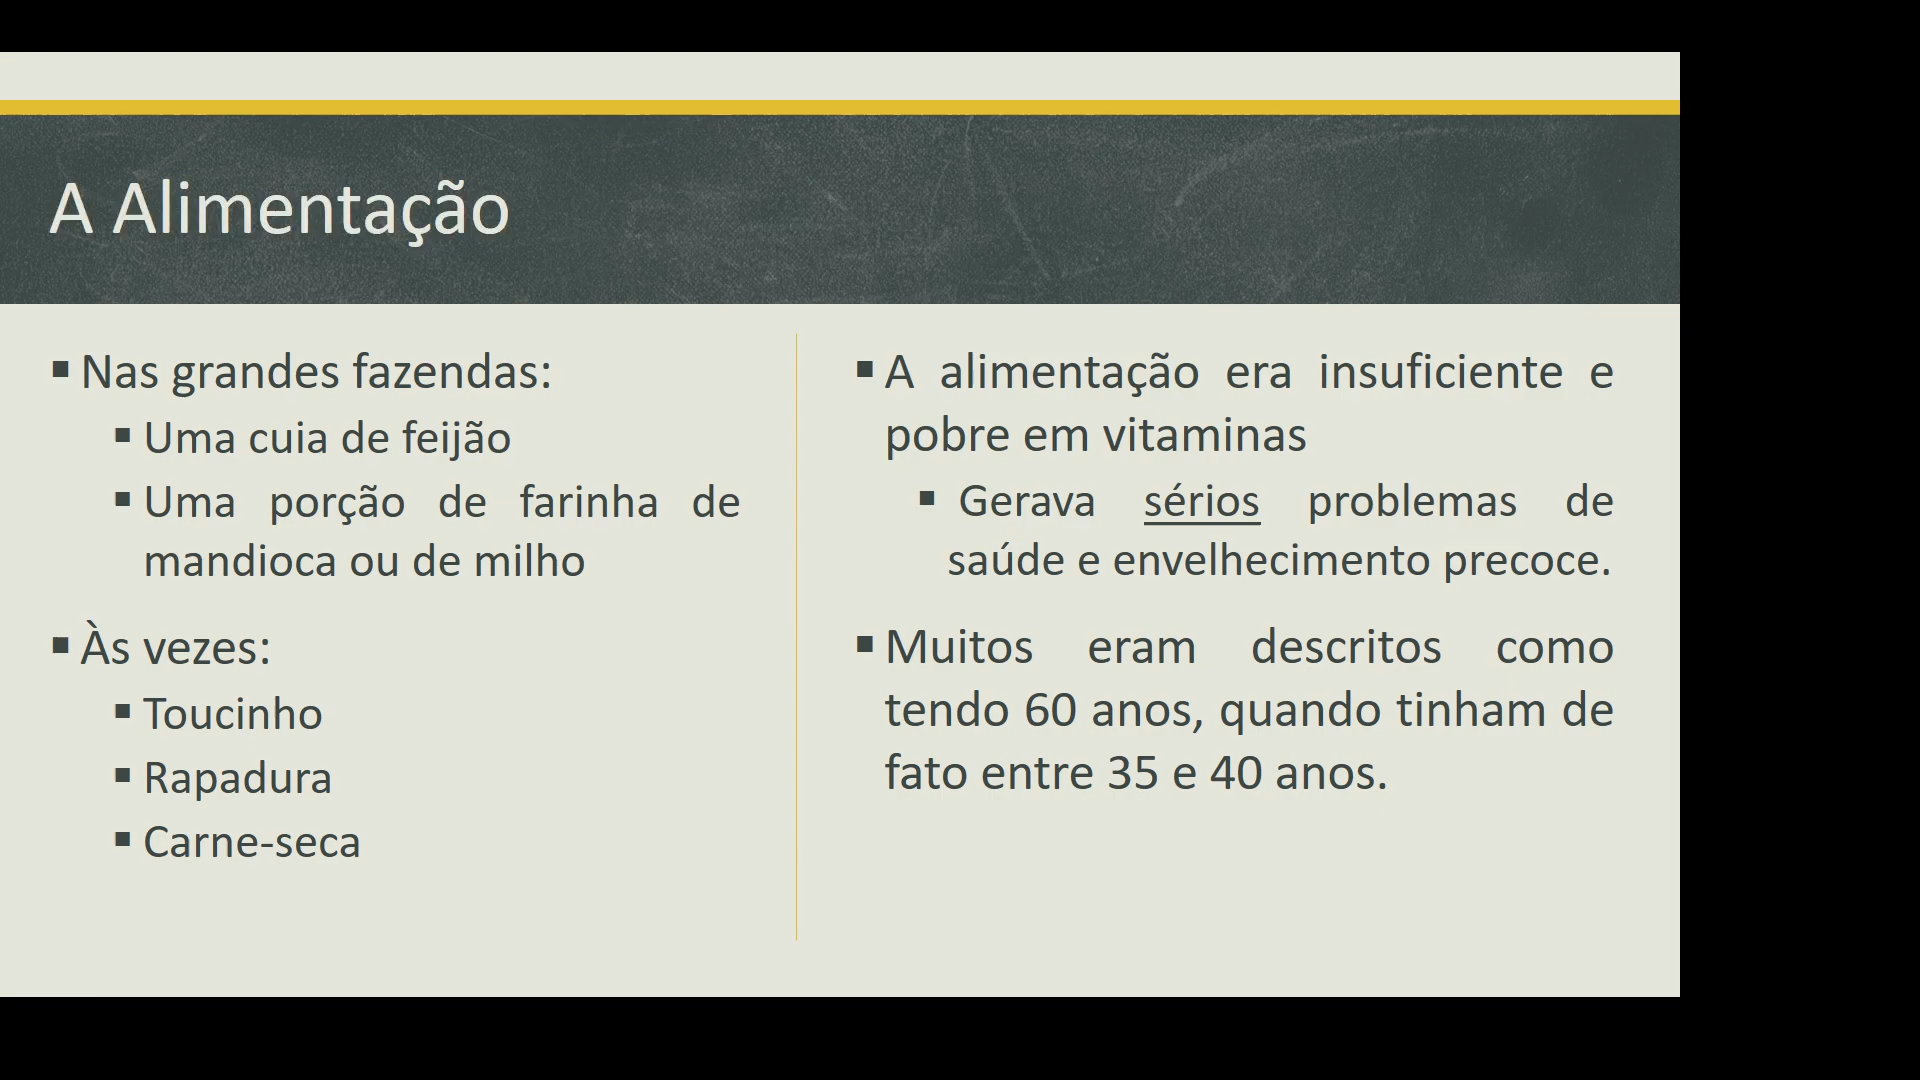 A Alimentação
Nas grandes fazendas:
Uma cuia de feijão
Uma porção de farinha de
mandioca ou de milho
Às vezes:
Toucinho
Rapadura
Carne-seca
A alimentação era insuficiente e
pobre em vitaminas
Gerava sérios problemas de
saúde e envelhecimento precoce.
Muitos eram descritos como
tendo 60 anos, quando tinham de
fato entre 35 e 40 anos.